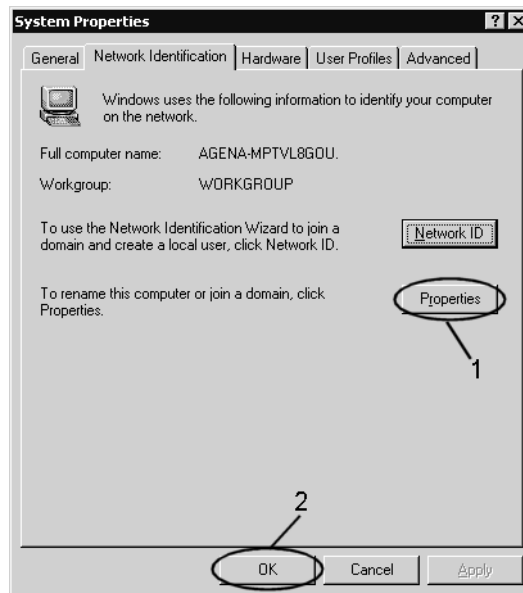 System Properties
General Network Identification Hardware User Profiles Advanced
Windows uses the following information to identify your computer
on the network.
Full computer name: AGENA-MPTVL8GOU.
Workgroup: WORKGROUP
To use the Network Identification Wizard to join a
domain and create a local user, click Network ID.
Network ID
To rename this computer or join a domain, click
Properties.
Properties
1
2
OK Cancel Apply